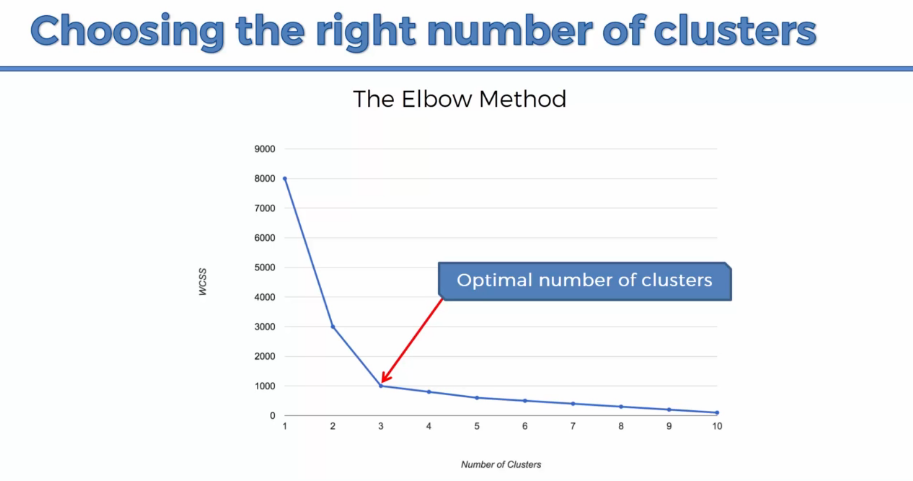 Choosing the right number of clusters
The Elbow Method
9000
8000
7000
6000
5000
4000
3000
2000
1000
0
WCSS
Optimal number of clusters
1 2 3 4 5 6 7 8 9 10
Number of Clusters